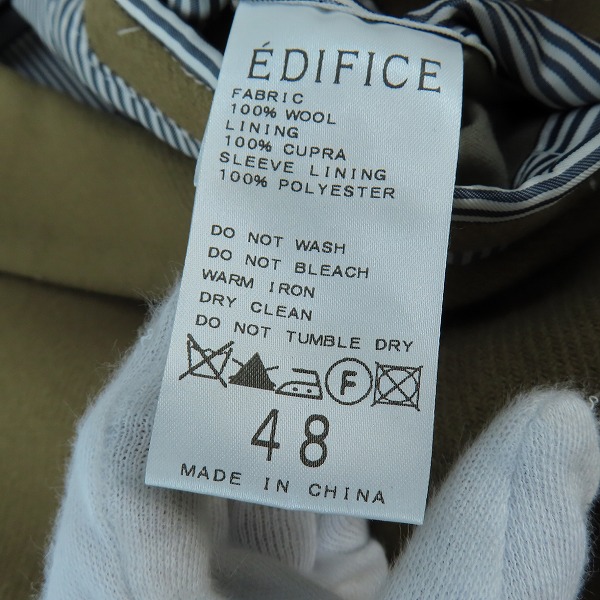 ÉDIFICE
FABRIC
100% WOOL
LINING
100% CUPRA
SLEEVE LINING
100% POLYESTER
DO NOT WASH
DO NOT BLEACH
WARM IRON
DRY CLEAN
DO NOT TUMBLE DRY
F
48
MADE IN CHINA